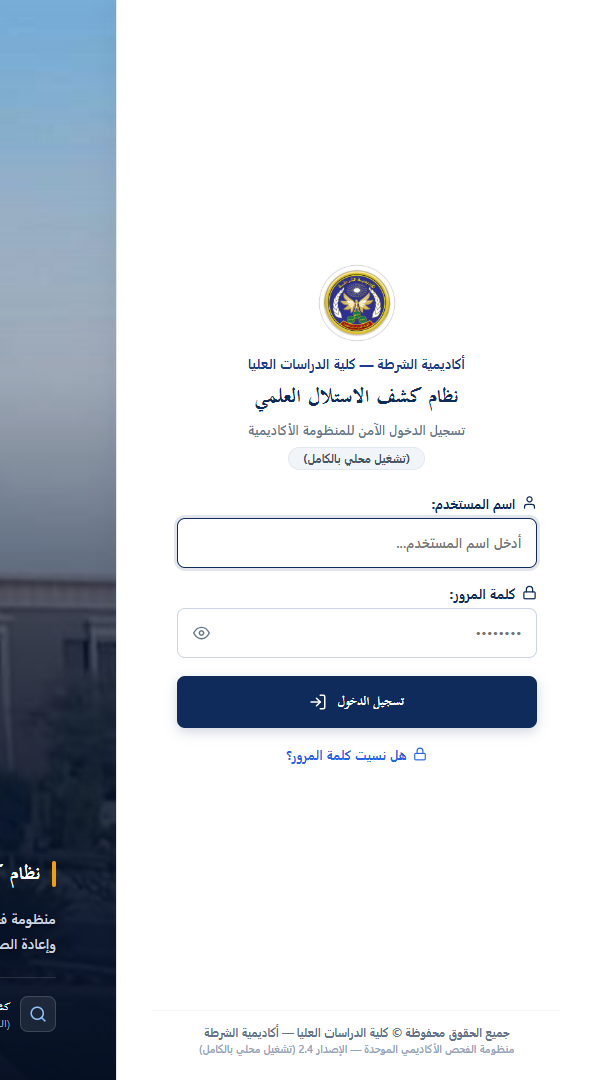 أكاديمية الشرطة — كلية الدراسات العليا
نظام كشف الاستلال العلمي
تسجيل الدخول الآمن للمنظومة الأكاديمية
(تشغيل محلي بالكامل)
اسم المستخدم:
أدخل اسم المستخدم...
كلمة المرور:
••••••••
تسجيل الدخول
هل نسيت كلمة المرور؟
جميع الحقوق محفوظة © كلية الدراسات العليا — أكاديمية الشرطة
منظومة الفحص الأكاديمي الموحدة — الإصدار 2.4 (تشغيل محلي بالكامل)
نظام
منظومة
وإعادة